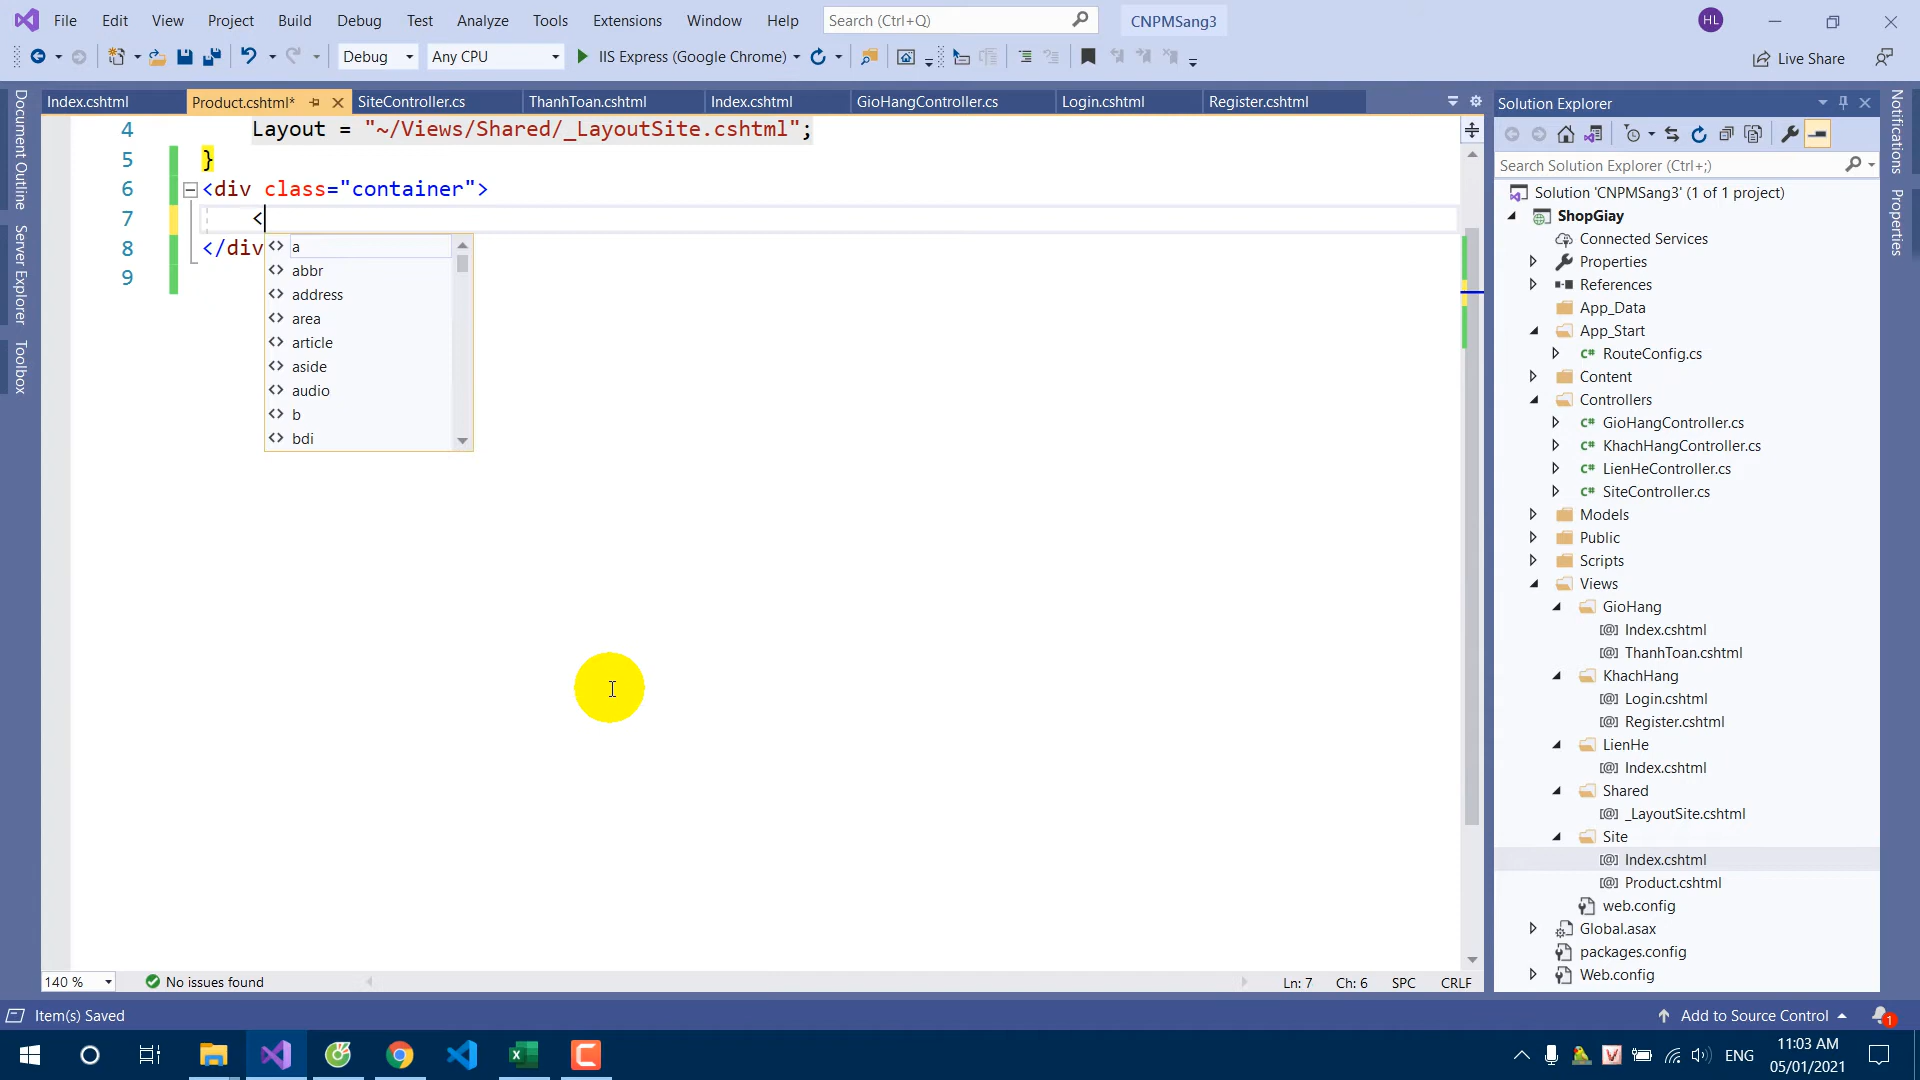 File Edit View Project Build Debug Test Analyze Tools Extensions Window Help Search (Ctrl+Q) CNPMSang3 HL
Debug Any CPU IIS Express (Google Chrome) Live Share
Index.cshtml Product.cshtml* SiteController.cs ThanhToan.cshtml Index.cshtml GioHangController.cs Login.cshtml Register.cshtml
Document Outline
Server Explorer
Toolbox
4 Layout = "~/Views/Shared/_LayoutSite.cshtml";
5 }
6 <div class="container">
7 <
8 </div
9
a
abbr
address
area
article
aside
audio
b
bdi
140 % No issues found Ln: 7 Ch: 6 SPC CRLF
Solution Explorer
Search Solution Explorer (Ctrl+;)
Solution 'CNPMSang3' (1 of 1 project)
ShopGiay
Connected Services
Properties
References
App_Data
App_Start
C# RouteConfig.cs
Content
Controllers
C# GioHangController.cs
C# KhachHangController.cs
C# LienHeController.cs
C# SiteController.cs
Models
Public
Scripts
Views
GioHang
[@] Index.cshtml
[@] ThanhToan.cshtml
KhachHang
[@] Login.cshtml
[@] Register.cshtml
LienHe
[@] Index.cshtml
Shared
[@] _LayoutSite.cshtml
Site
[@] Index.cshtml
[@] Product.cshtml
web.config
Global.asax
packages.config
Web.config
Notifications
Properties
Item(s) Saved Add to Source Control 1
ENG 11:03 AM
05/01/2021